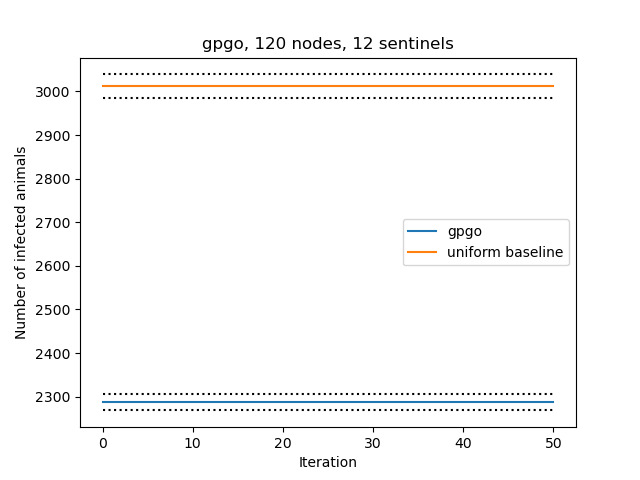 gpgo, 120 nodes, 12 sentinels
3000
2900
2800
2700
2600
2500
2400
2300
Number of infected animals
gpgo
uniform baseline
0 10 20 30 40 50
Iteration